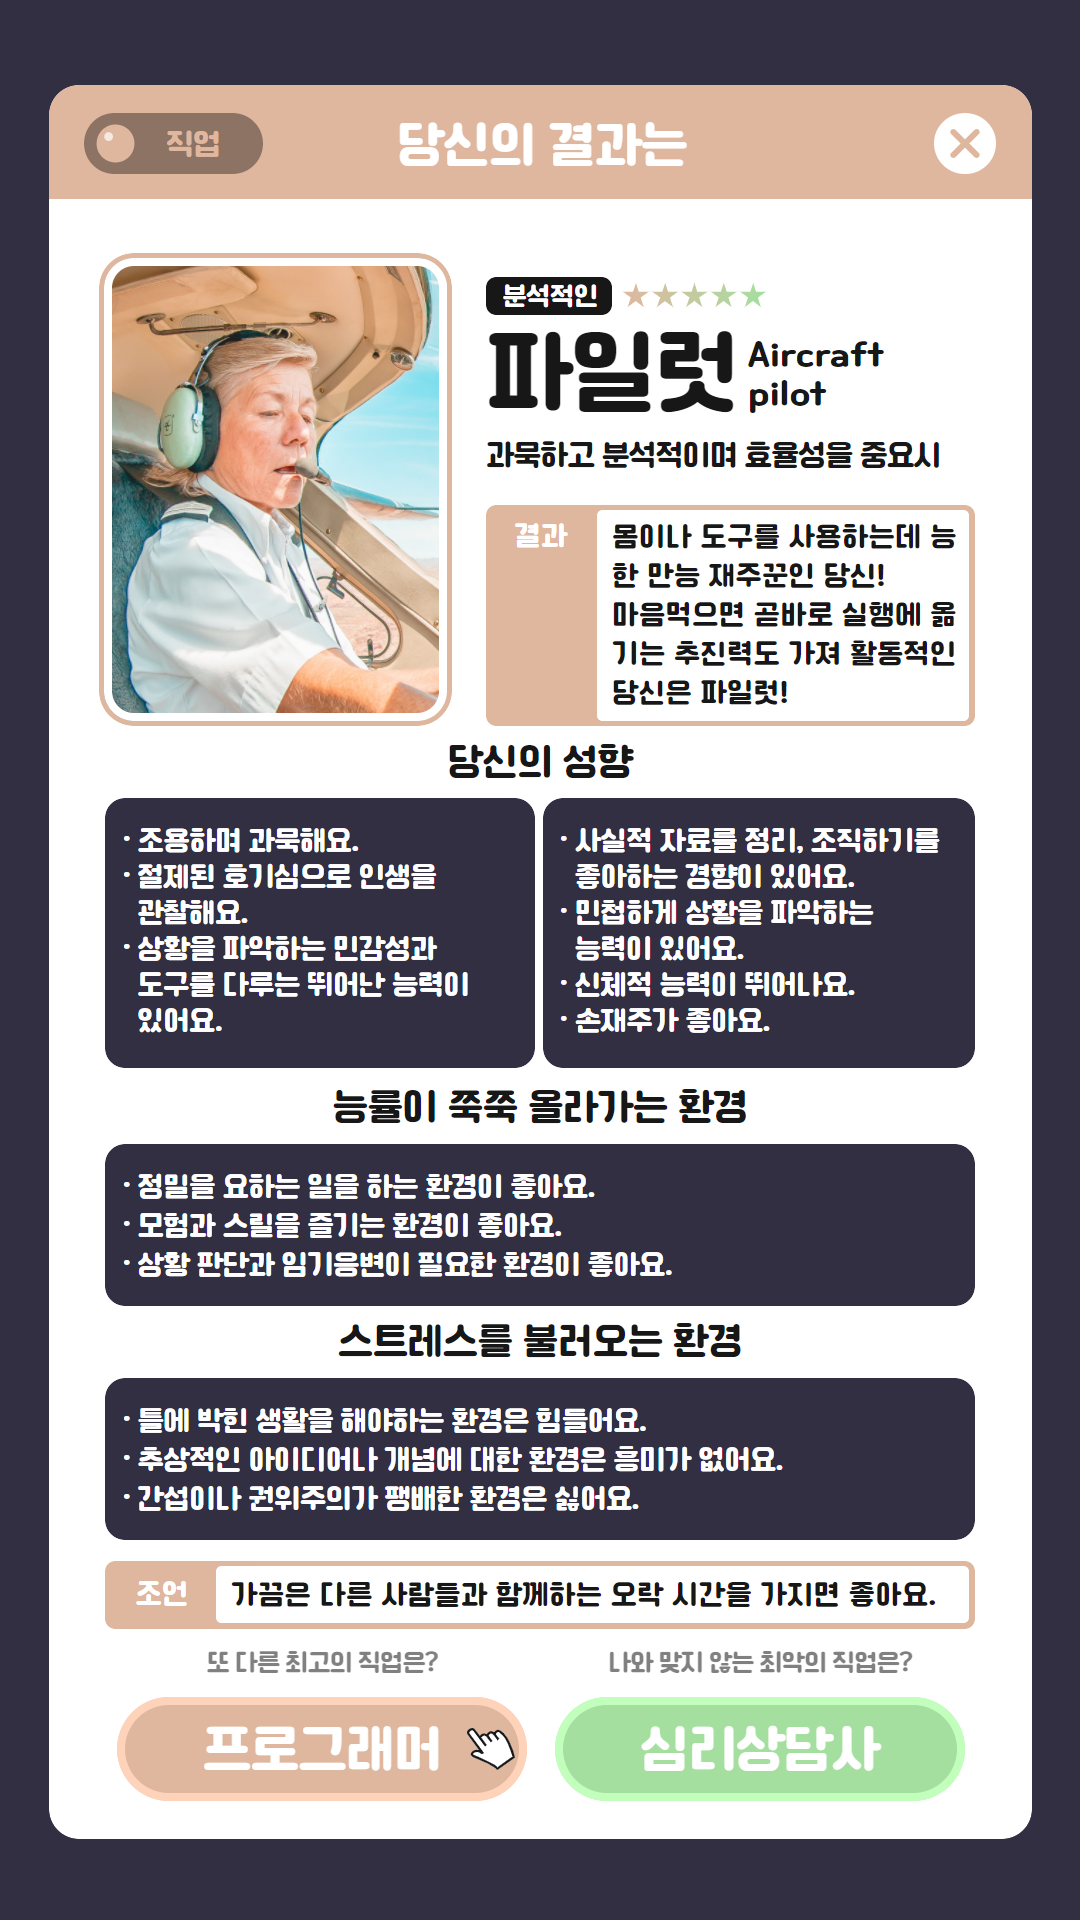 직업
당신의 결과는
분석적인
파일럿
Aircraft
pilot
과묵하고 분석적이며 효율성을 중요시
결과
몸이나 도구를 사용하는데 능
한 만능 재주꾼인 당신!
마음먹으면 곧바로 실행에 옮
기는 추진력도 가져 활동적인
당신은 파일럿!
당신의 성향
· 조용하며 과묵해요.
· 절제된 호기심으로 인생을
관찰해요.
· 상황을 파악하는 민감성과
도구를 다루는 뛰어난 능력이
있어요.
· 사실적 자료를 정리, 조직하기를
좋아하는 경향이 있어요.
· 민첩하게 상황을 파악하는
능력이 있어요.
· 신체적 능력이 뛰어나요.
· 손재주가 좋아요.
능률이 쭉쭉 올라가는 환경
· 정밀을 요하는 일을 하는 환경이 좋아요.
· 모험과 스릴을 즐기는 환경이 좋아요.
· 상황 판단과 임기응변이 필요한 환경이 좋아요.
스트레스를 불러오는 환경
· 틀에 박힌 생활을 해야하는 환경은 힘들어요.
· 추상적인 아이디어나 개념에 대한 환경은 흥미가 없어요.
· 간섭이나 권위주의가 팽배한 환경은 싫어요.
조언
가끔은 다른 사람들과 함께하는 오락 시간을 가지면 좋아요.
또 다른 최고의 직업은?
나와 맞지 않는 최악의 직업은?
프로그래머
심리상담사